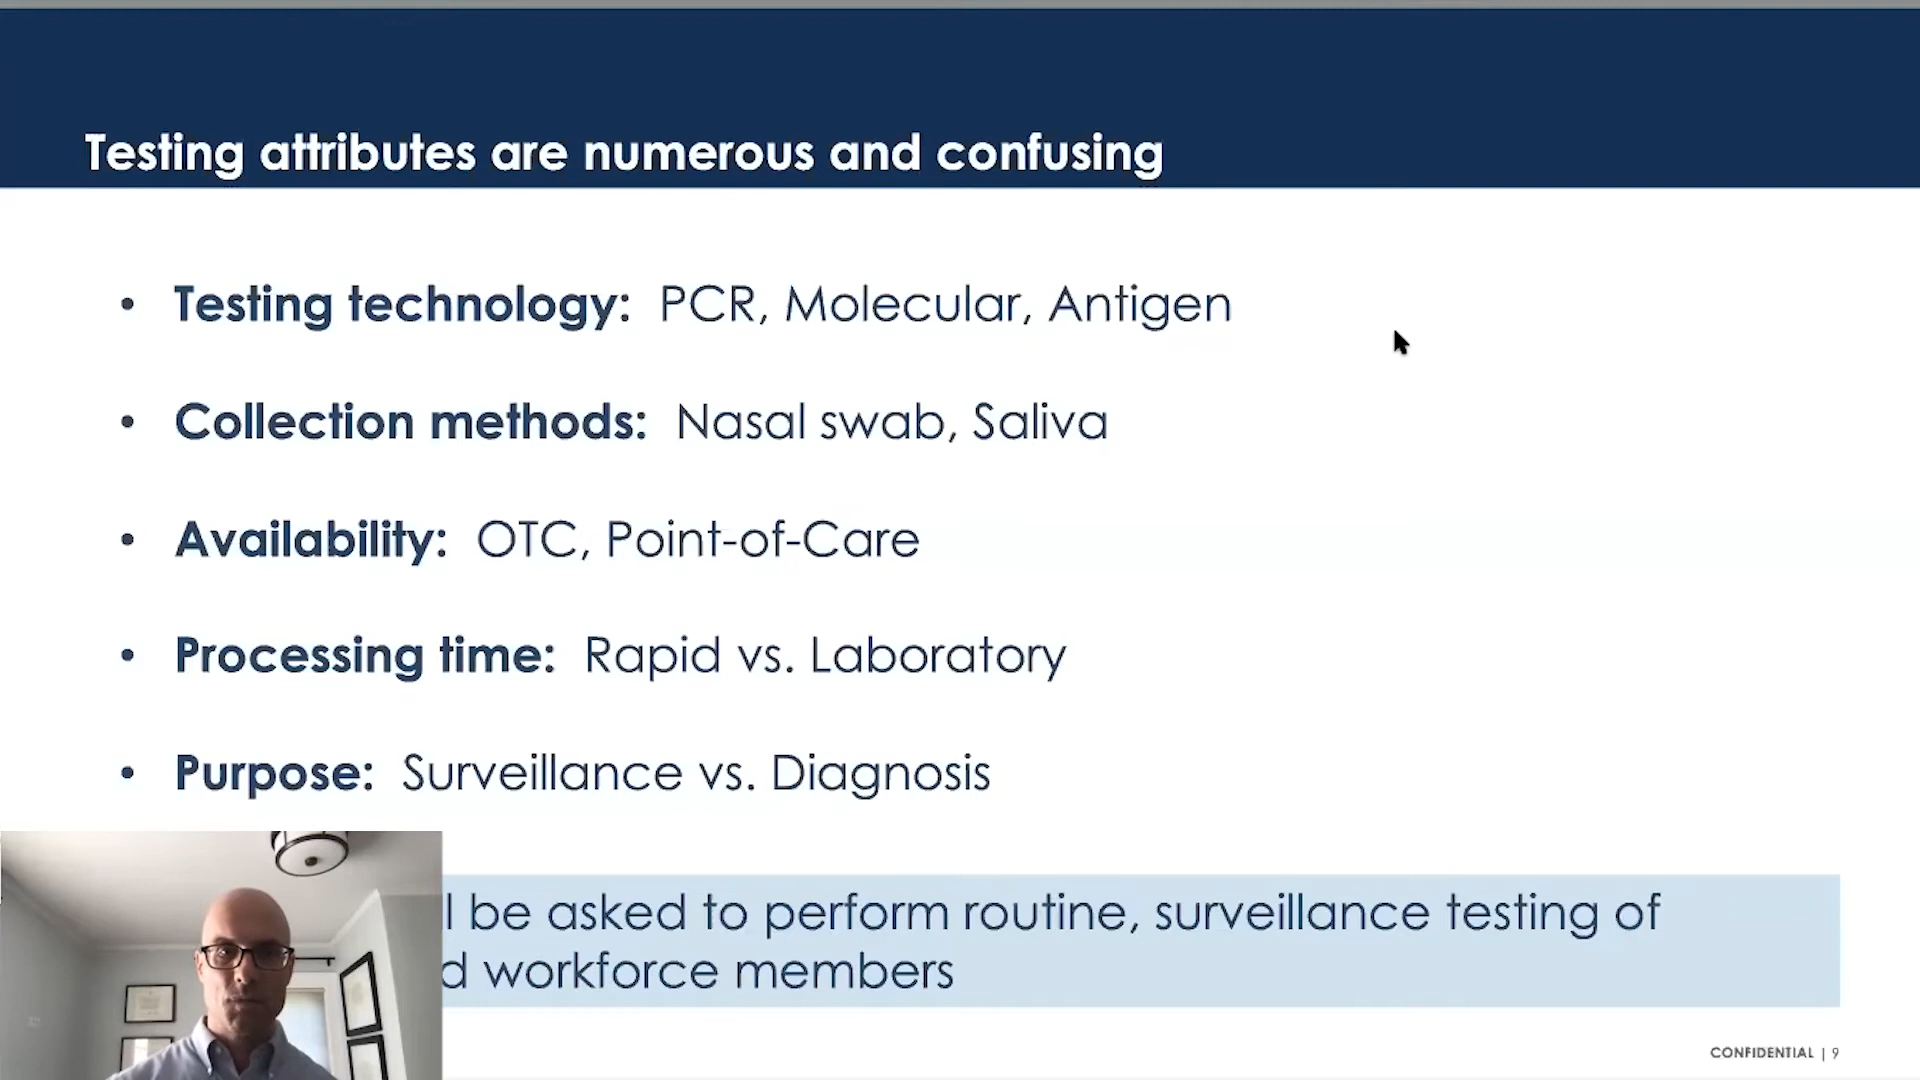 Testing attributes are numerous and confusing
• Testing technology: PCR, Molecular, Antigen
• Collection methods: Nasal swab, Saliva
• Availability: OTC, Point-of-Care
• Processing time: Rapid vs. Laboratory
• Purpose: Surveillance vs. Diagnosis
be asked to perform routine, surveillance testing of
workforce members
CONFIDENTIAL | 9